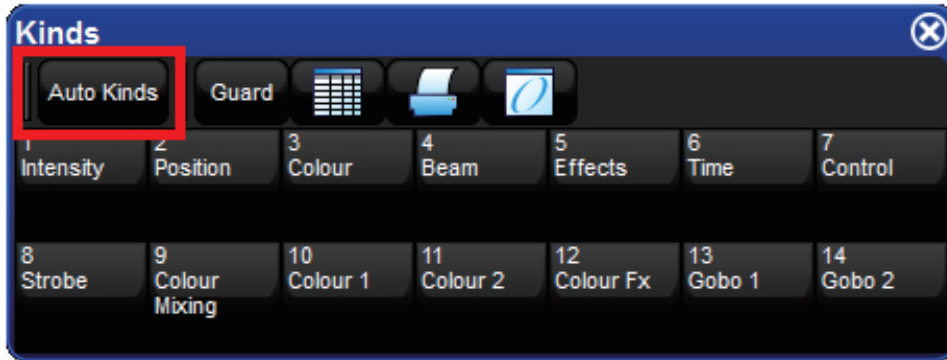 Kinds
Auto Kinds Guard
1 2 3 4 5 6 7
Intensity Position Colour Beam Effects Time Control
8 9 10 11 12 13 14
Strobe Colour Mixing Colour 1 Colour 2 Colour Fx Gobo 1 Gobo 2